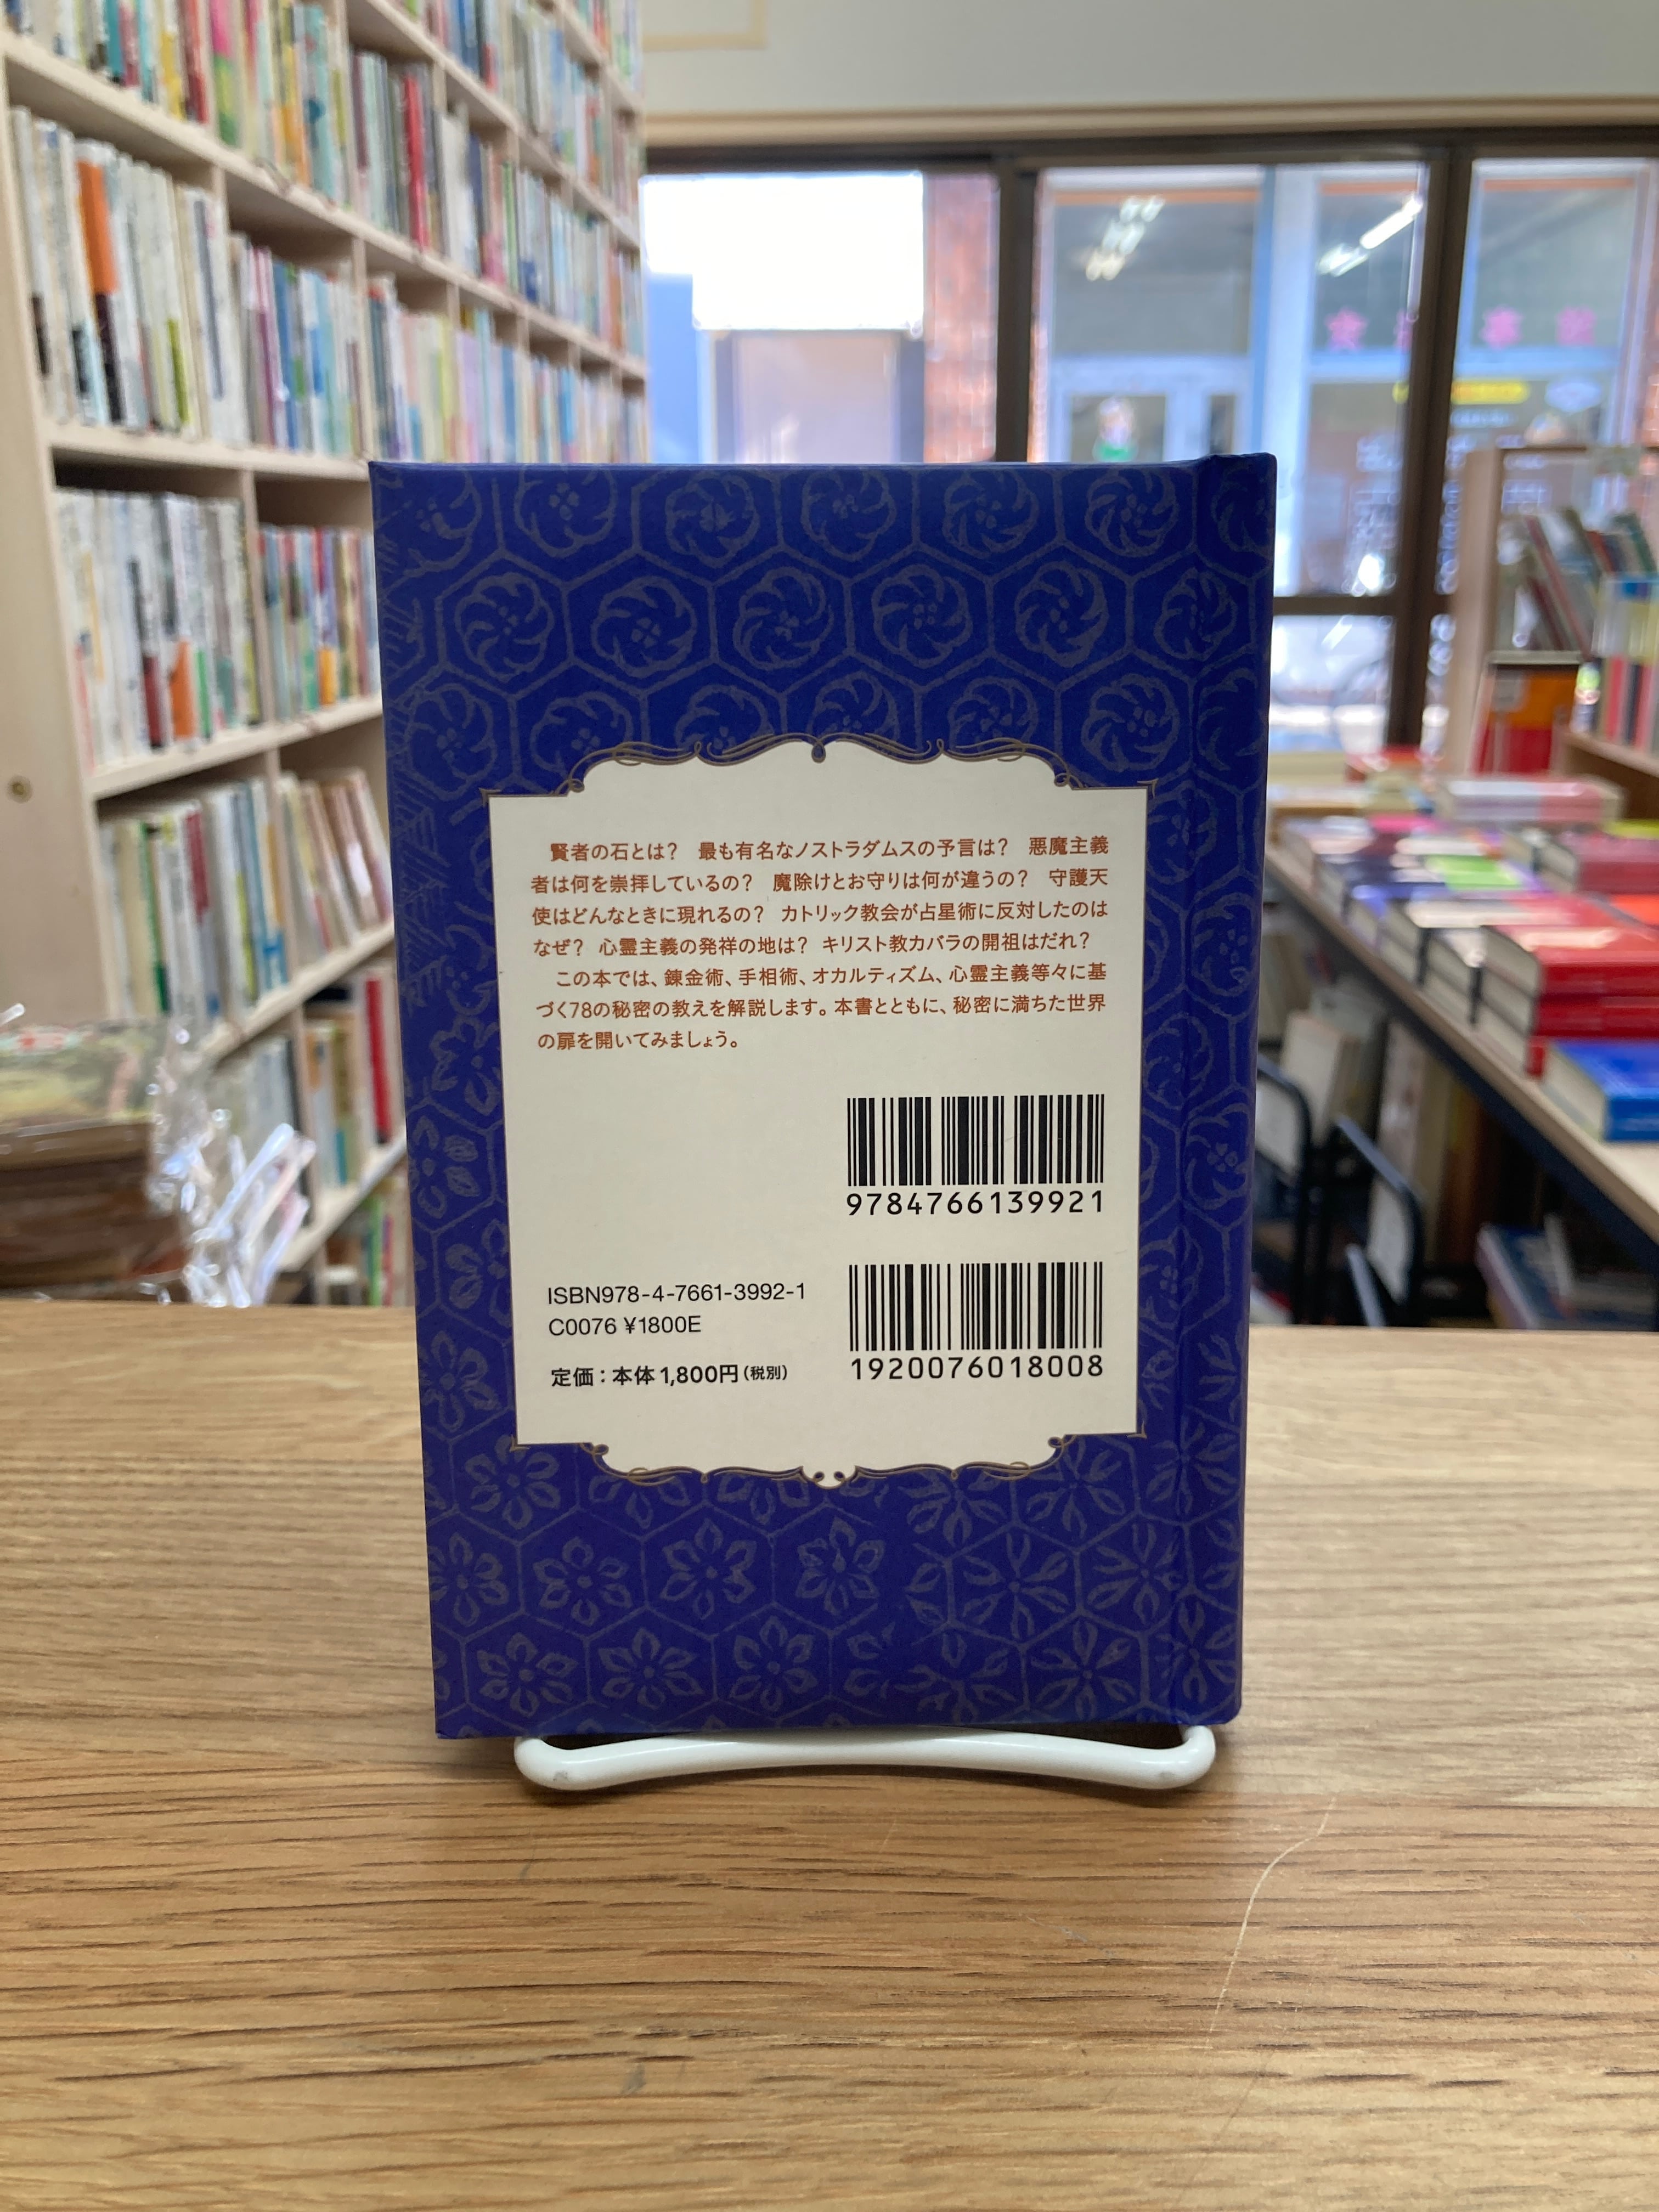 賢者の石とは？　最も有名なノストラダムスの予言は？　悪魔主義
者は何を崇拝しているの？　魔除けとお守りは何が違うの？　守護天
使はどんなときに現れるの？ カトリック教会が占星術に反対したのは
なぜ？ 心霊主義の発祥の地は？ キリスト教カバラの開祖はだれ？
この本では、錬金術、手相術、オカルティズム、心霊主義等々に基
づく78の秘密の教えを解説します。本書とともに、秘密に満ちた世界
の扉を開いてみましょう。
9784766139921
ISBN978-4-7661-3992-1
C0076 ¥1800E
定価：本体1,800円（税別）
1920076018008